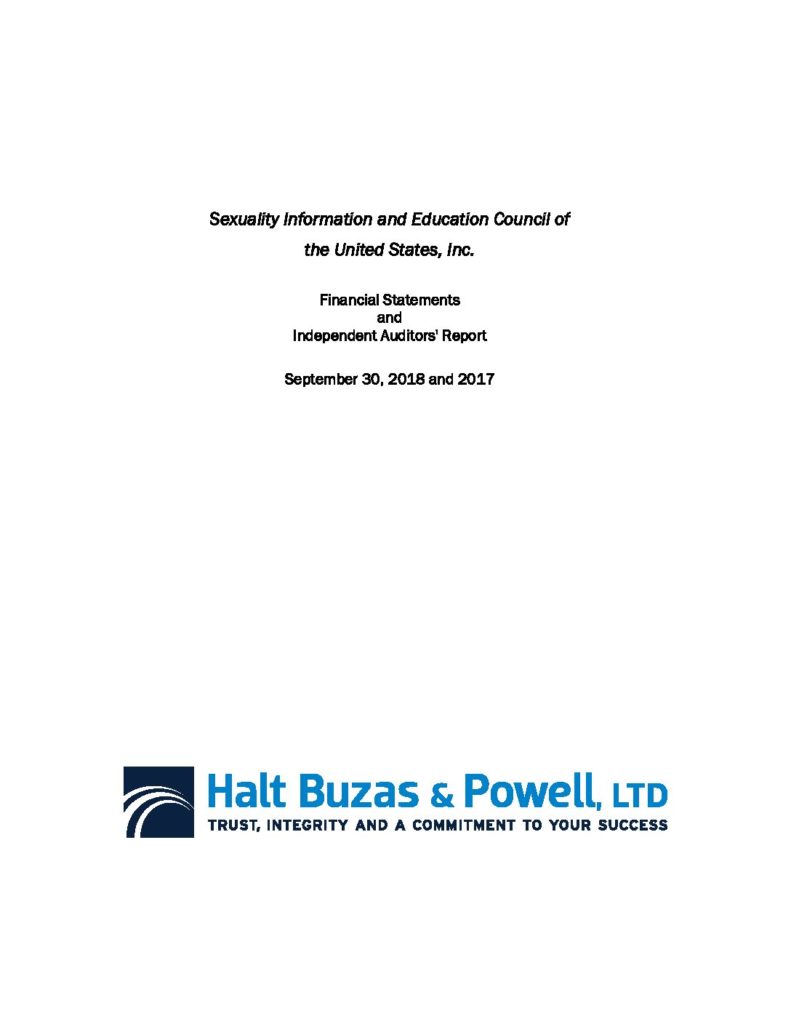 Sexuality Information and Education Council of
the United States, Inc.
Financial Statements
and
Independent Auditors' Report
September 30, 2018 and 2017
Halt Buzas & Powell, LTD
TRUST, INTEGRITY AND A COMMITMENT TO YOUR SUCCESS